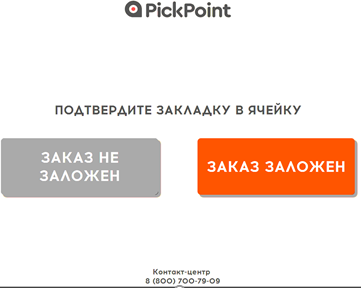 PickPoint
ПОДТВЕРДИТЕ ЗАКЛАДКУ В ЯЧЕЙКУ
ЗАКАЗ НЕ
ЗАЛОЖЕН
ЗАКАЗ ЗАЛОЖЕН
Контакт-центр
8 (800) 700-79-09